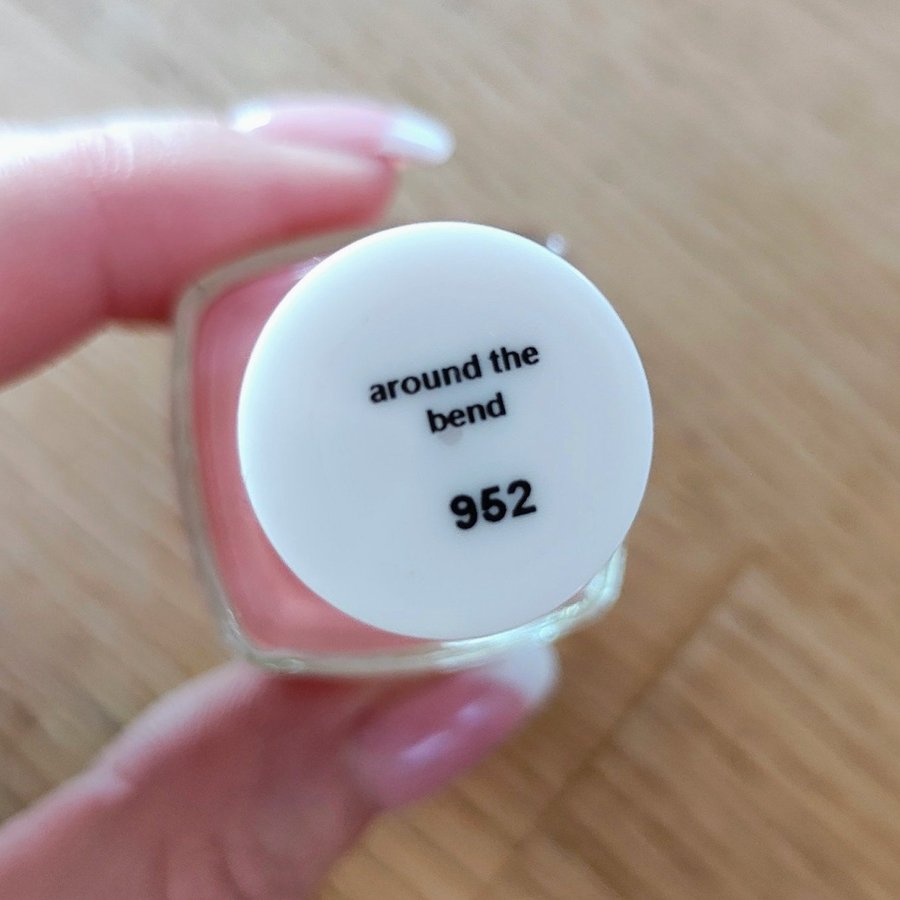 around the
bend
952